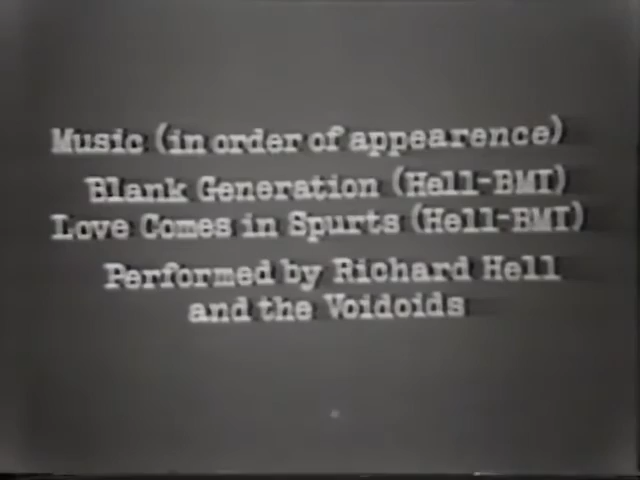 Music (in order of appearence)
Blank Generation (Hell-BMI)
Love Comes in Spurts (Hell-BMI)
Performed by Richard Hell
and the Voidoids